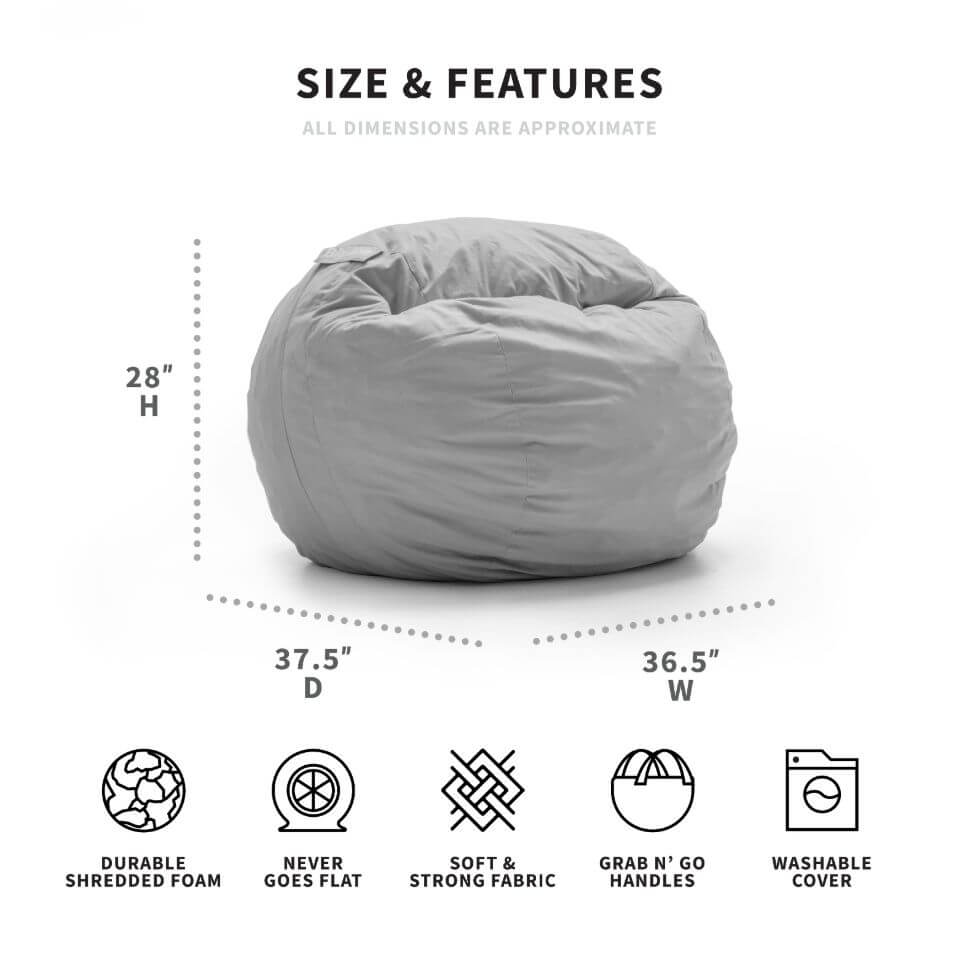 SIZE & FEATURES
ALL DIMENSIONS ARE APPROXIMATE
28"
H
37.5"
D
36.5"
W
DURABLE
SHREDDED FOAM
NEVER
GOES FLAT
SOFT &
STRONG FABRIC
GRAB N’ GO
HANDLES
WASHABLE
COVER